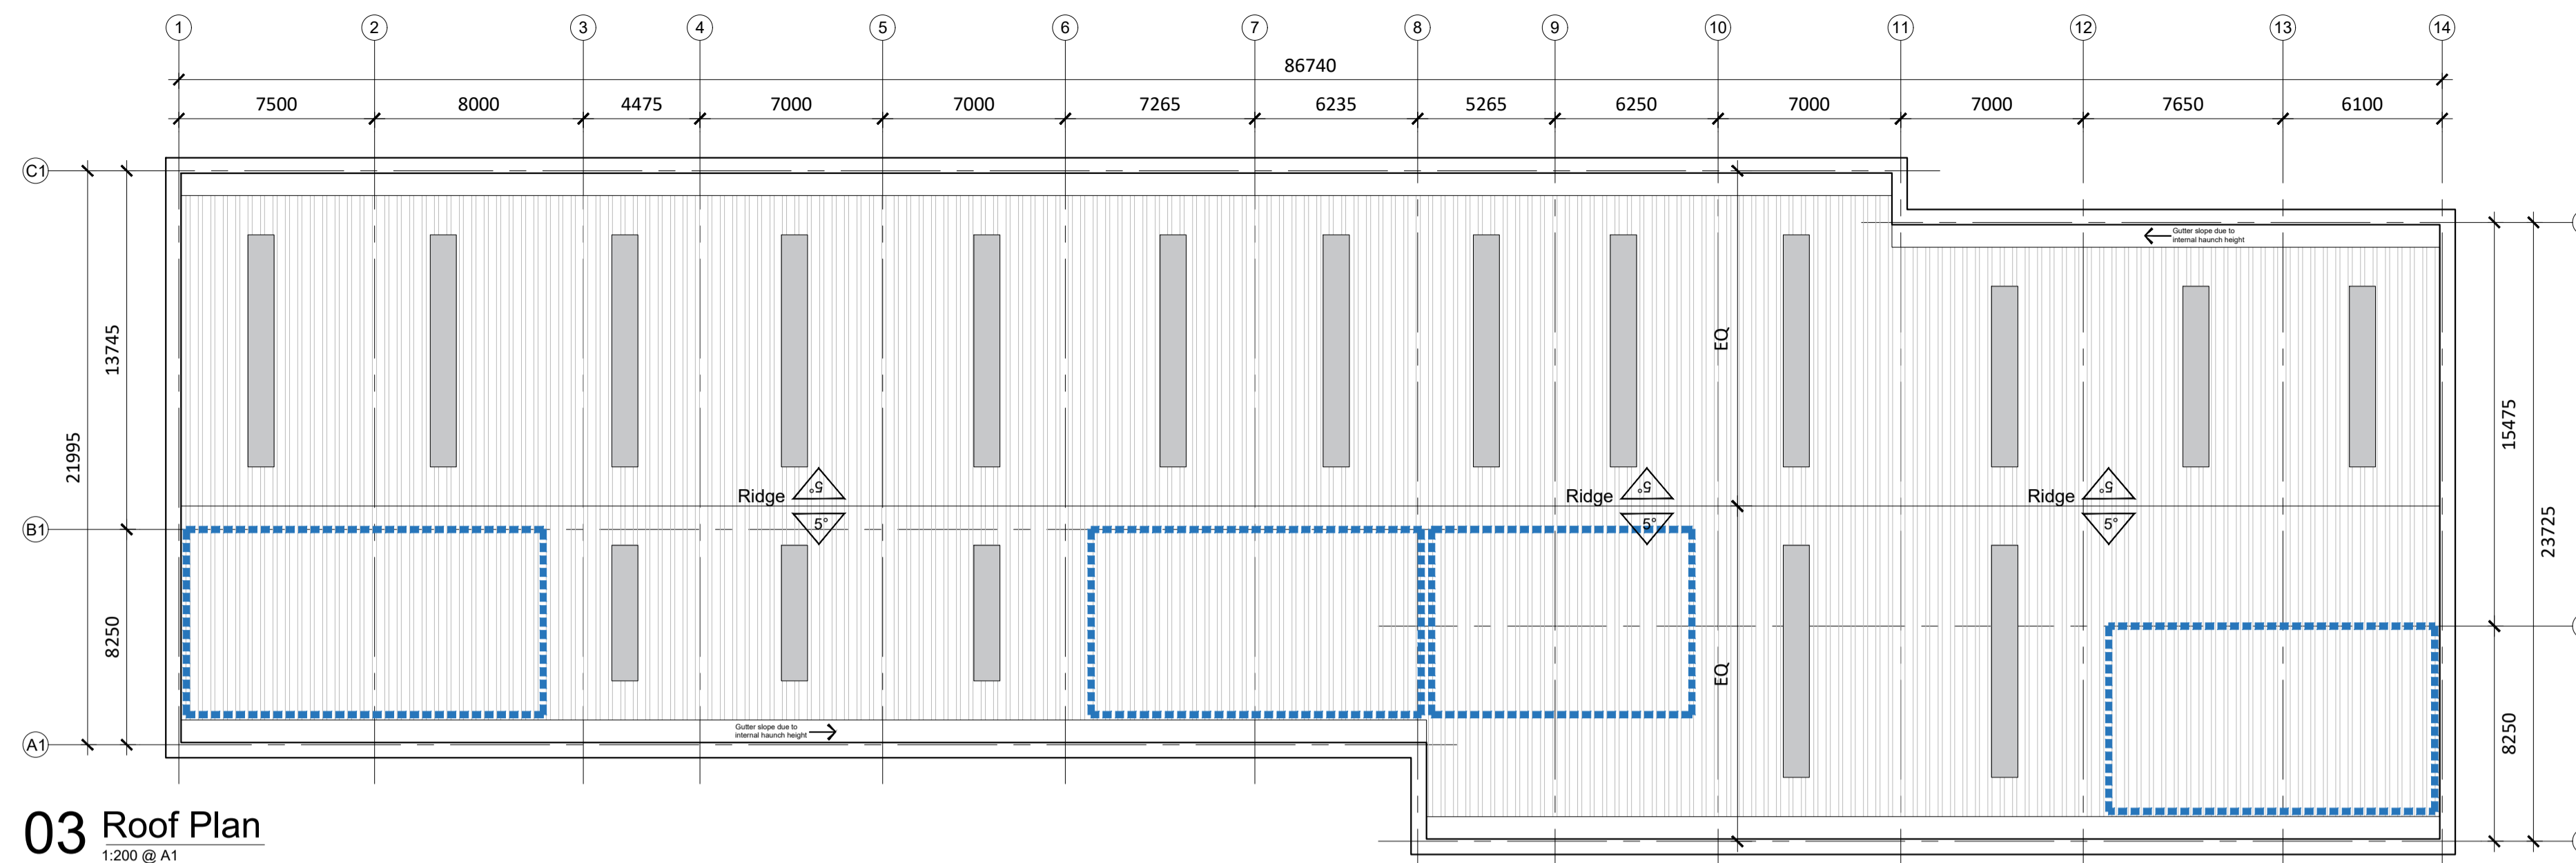 1 2 3 4 5 6 7 8 9 10 11 12 13 14
86740
7500 8000 4475 7000 7000 7265 6235 5265 6250 7000 7000 7650 6100
C1
Gutter slope due to
internal haunch height
13745
EQ
21995
15475
Ridge 5° Ridge 5° Ridge 5°
5° 5° 5°
B1
23725
8250
EQ
8250
Gutter slope due to
internal haunch height
A1
03 Roof Plan
1:200 @ A1